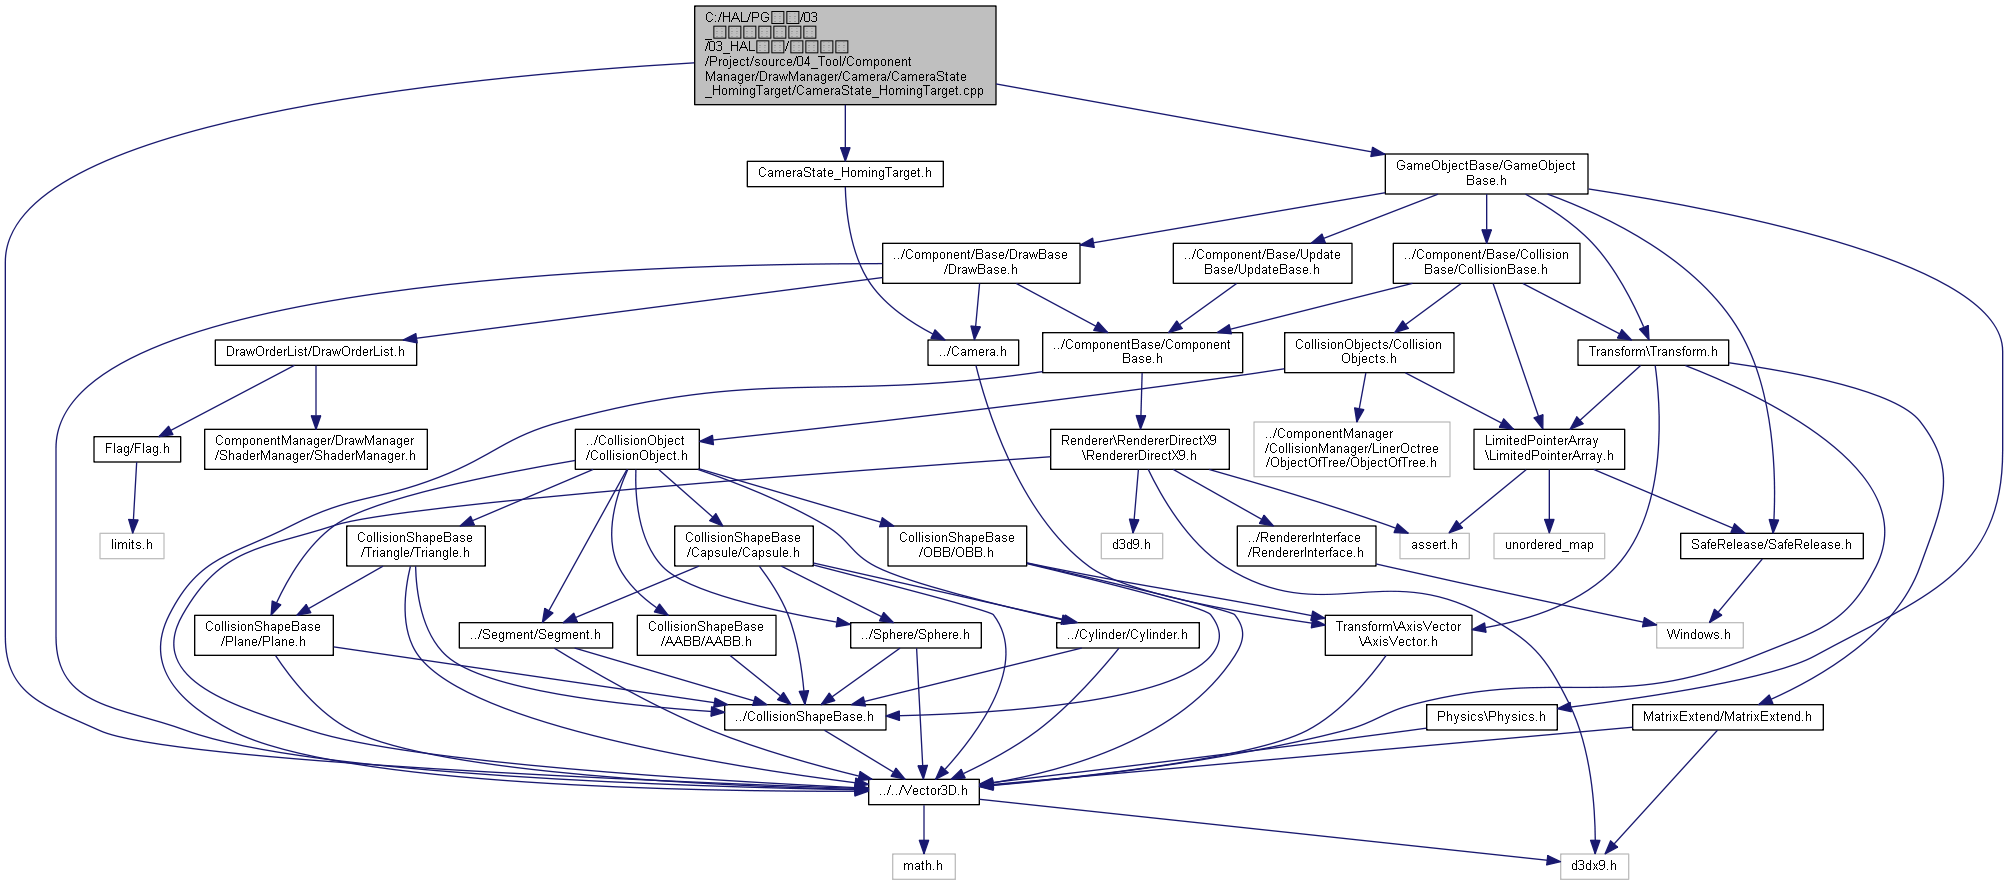 C:/HAL/PG□□/03
_□□□□□□□
/03_HAL□□/□□□□
/Project/source/04_Tool/Component
Manager/DrawManager/Camera/CameraState
_HomingTarget/CameraState_HomingTarget.cpp
CameraState_HomingTarget.h
GameObjectBase/GameObject
Base.h
../Component/Base/DrawBase
/DrawBase.h
../Component/Base/Update
Base/UpdateBase.h
../Component/Base/Collision
Base/CollisionBase.h
DrawOrderList/DrawOrderList.h
../Camera.h
../ComponentBase/Component
Base.h
CollisionObjects/Collision
Objects.h
Transform\Transform.h
Flag/Flag.h
ComponentManager/DrawManager
/ShaderManager/ShaderManager.h
../CollisionObject
/CollisionObject.h
Renderer\RendererDirectX9
\RendererDirectX9.h
../ComponentManager
/CollisionManager/LinerOctree
/ObjectOfTree/ObjectOfTree.h
LimitedPointerArray
\LimitedPointerArray.h
limits.h
CollisionShapeBase
/Triangle/Triangle.h
CollisionShapeBase
/Capsule/Capsule.h
CollisionShapeBase
/OBB/OBB.h
d3d9.h
../RendererInterface
/RendererInterface.h
assert.h
unordered_map
SafeRelease/SafeRelease.h
CollisionShapeBase
/Plane/Plane.h
../Segment/Segment.h
CollisionShapeBase
/AABB/AABB.h
../Sphere/Sphere.h
../Cylinder/Cylinder.h
Transform\AxisVector
\AxisVector.h
Windows.h
../CollisionShapeBase.h
Physics\Physics.h
MatrixExtend/MatrixExtend.h
../../Vector3D.h
math.h
d3dx9.h